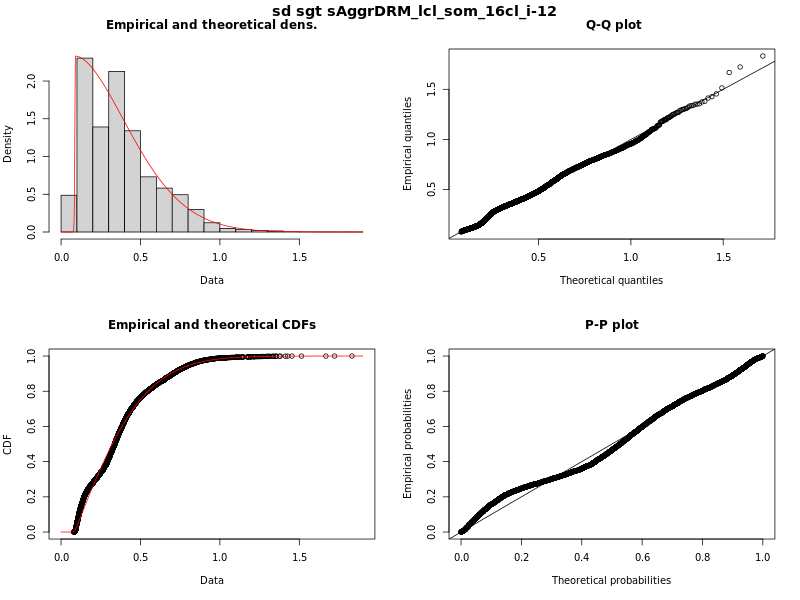 sd sgt sAggrDRM_lcl_som_16cl_i-12
Empirical and theoretical dens.
Density
0.0 0.5 1.0 1.5 2.0
0.0 0.5 1.0 1.5
Data
Q-Q plot
Empirical quantiles
0.5 1.0 1.5
0.5 1.0 1.5
Theoretical quantiles
Empirical and theoretical CDFs
CDF
0.0 0.2 0.4 0.6 0.8 1.0
0.0 0.5 1.0 1.5
Data
P-P plot
Empirical probabilities
0.0 0.2 0.4 0.6 0.8 1.0
0.0 0.2 0.4 0.6 0.8 1.0
Theoretical probabilities